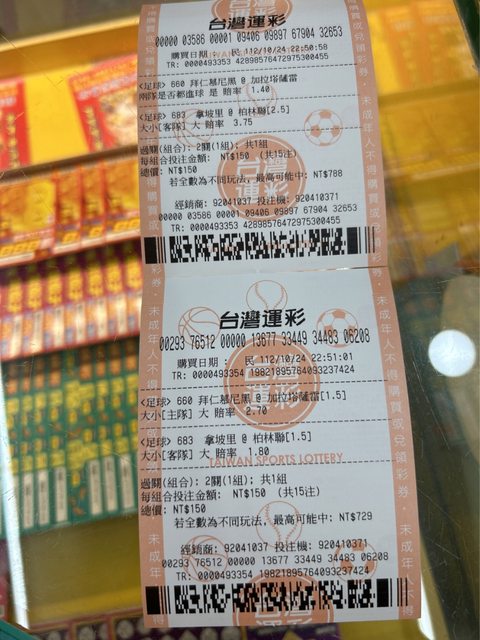 台灣運彩
00000 03586 00001 09406 09897 67904 32653
購買日期: 民 112/10/24 22:50:58
TR: 0000493353 42898576472975300455
<足球> 660 拜仁慕尼黑 @ 加拉塔薩雷
兩隊是否都進球 是 賠率 1.40
<足球> 683 拿坡里 @ 柏林聯[2.5]
大小[客隊] 大 賠率 3.75
過關(組合): 2關(1組); 共1組
每組合投注金額: NT$150 (共15注)
總價: NT$150
若全數為不同玩法, 最高可能中: NT$788
經銷商: 92041037 投注機: 920410371
00000 03586 00001 09406 09897 67904 32653
TR: 0000493353 42898576472975300455
台灣運彩
00293 76512 00000 13677 33449 34483 06208
購買日期: 民 112/10/24 22:51:01
TR: 0000493354 19821895764093237424
<足球> 660 拜仁慕尼黑 @ 加拉塔薩雷[1.5]
大小[主隊] 大 賠率 2.70
<足球> 683 拿坡里 @ 柏林聯[1.5]
大小[客隊] 大 賠率 1.80
TAIWAN SPORTS LOTTERY
過關(組合): 2關(1組); 共1組
每組合投注金額: NT$150 (共15注)
總價: NT$150
若全數為不同玩法, 最高可能中: NT$729
經銷商: 92041037 投注機: 920410371
00293 76512 00000 13677 33449 34483 06208
TR: 0000493354 19821895764093237424
未成年人不得購買或兌領彩券